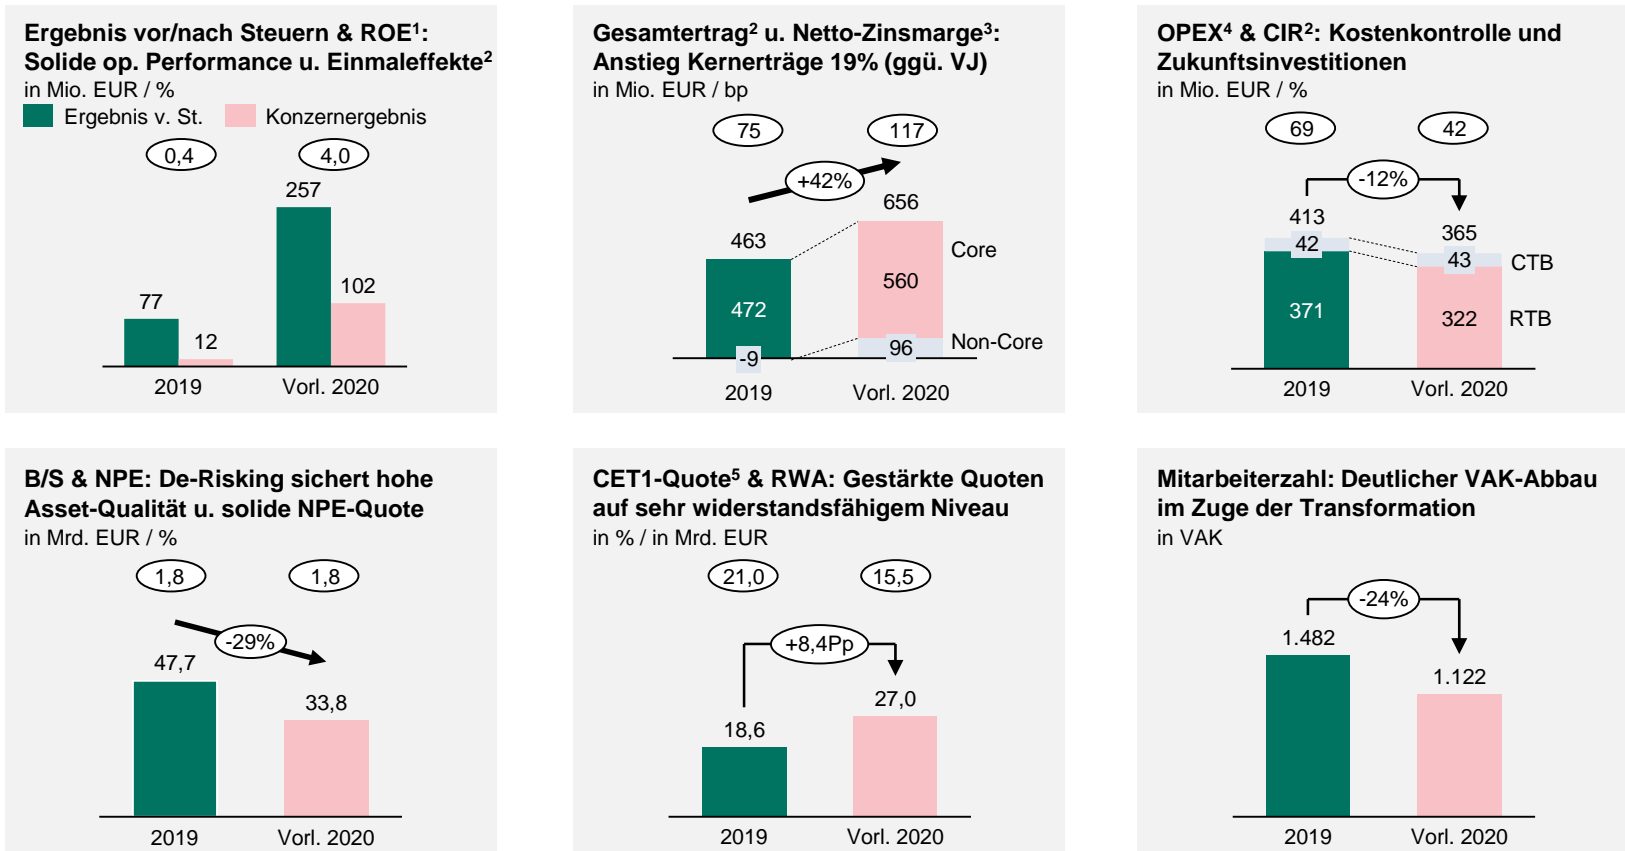 Ergebnis vor/nach Steuern & ROE¹:
Solide op. Performance u. Einmaleffekte²
in Mio. EUR / %
Ergebnis v. St.
Konzernergebnis
0,4
4,0
257
77
12
102
2019
Vorl. 2020
Gesamtertrag² u. Netto-Zinsmarge³:
Anstieg Kernerträge 19% (ggü. VJ)
in Mio. EUR / bp
75
117
+42%
656
463
Core
560
472
Non-Core
96
-9
2019
Vorl. 2020
OPEX⁴ & CIR²: Kostenkontrolle und
Zukunftsinvestitionen
in Mio. EUR / %
69
42
-12%
413
365
42
43
CTB
371
322
RTB
2019
Vorl. 2020
B/S & NPE: De-Risking sichert hohe
Asset-Qualität u. solide NPE-Quote
in Mrd. EUR / %
1,8
1,8
-29%
47,7
33,8
2019
Vorl. 2020
CET1-Quote⁵ & RWA: Gestärkte Quoten
auf sehr widerstandsfähigem Niveau
in % / in Mrd. EUR
21,0
15,5
+8,4Pp
27,0
18,6
2019
Vorl. 2020
Mitarbeiterzahl: Deutlicher VAK-Abbau
im Zuge der Transformation
in VAK
-24%
1.482
1.122
2019
Vorl. 2020